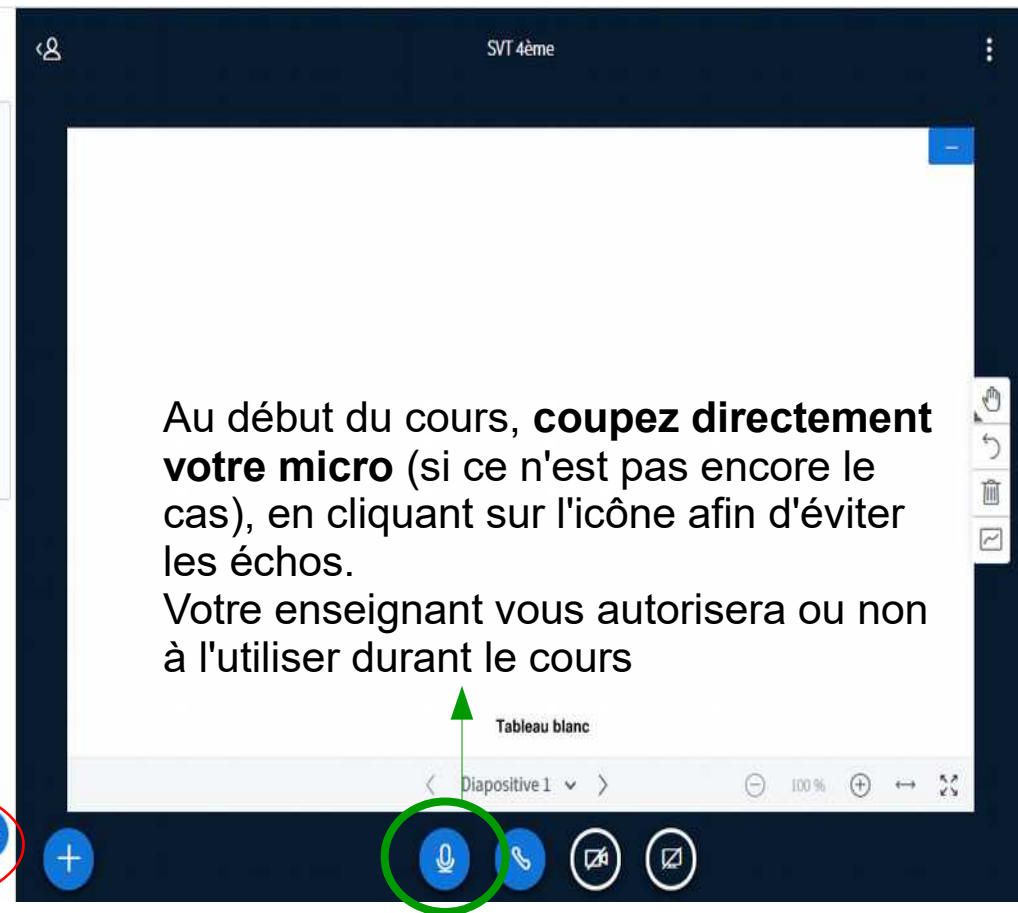 SVT 4ème
Au début du cours, coupez directement
votre micro (si ce n'est pas encore le
cas), en cliquant sur l'icône afin d'éviter
les échos.
Votre enseignant vous autorisera ou non
à l'utiliser durant le cours
Tableau blanc
Diapositive 1
100 %